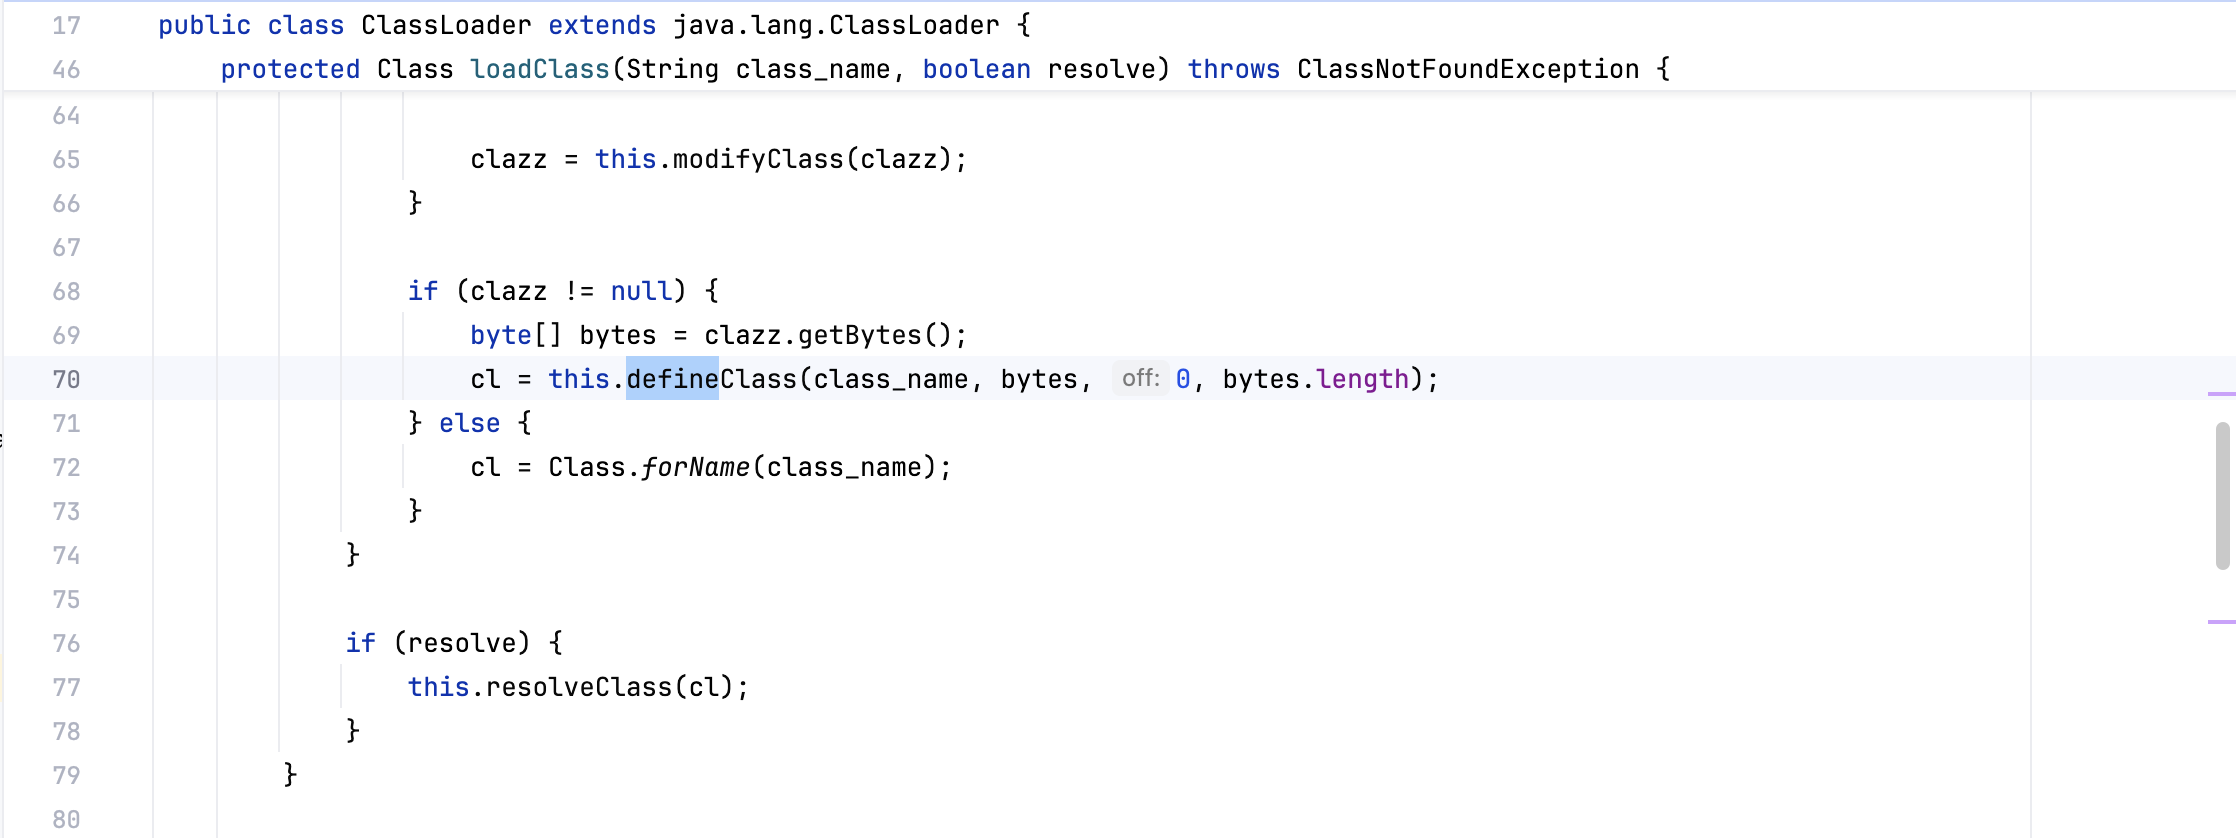 17 public class ClassLoader extends java.lang.ClassLoader {
46 protected Class loadClass(String class_name, boolean resolve) throws ClassNotFoundException {
64
65 clazz = this.modifyClass(clazz);
66 }
67
68 if (clazz != null) {
69 byte[] bytes = clazz.getBytes();
70 cl = this.defineClass(class_name, bytes, off: 0, bytes.length);
71 } else {
72 cl = Class.forName(class_name);
73 }
74 }
75
76 if (resolve) {
77 this.resolveClass(cl);
78 }
79 }
80